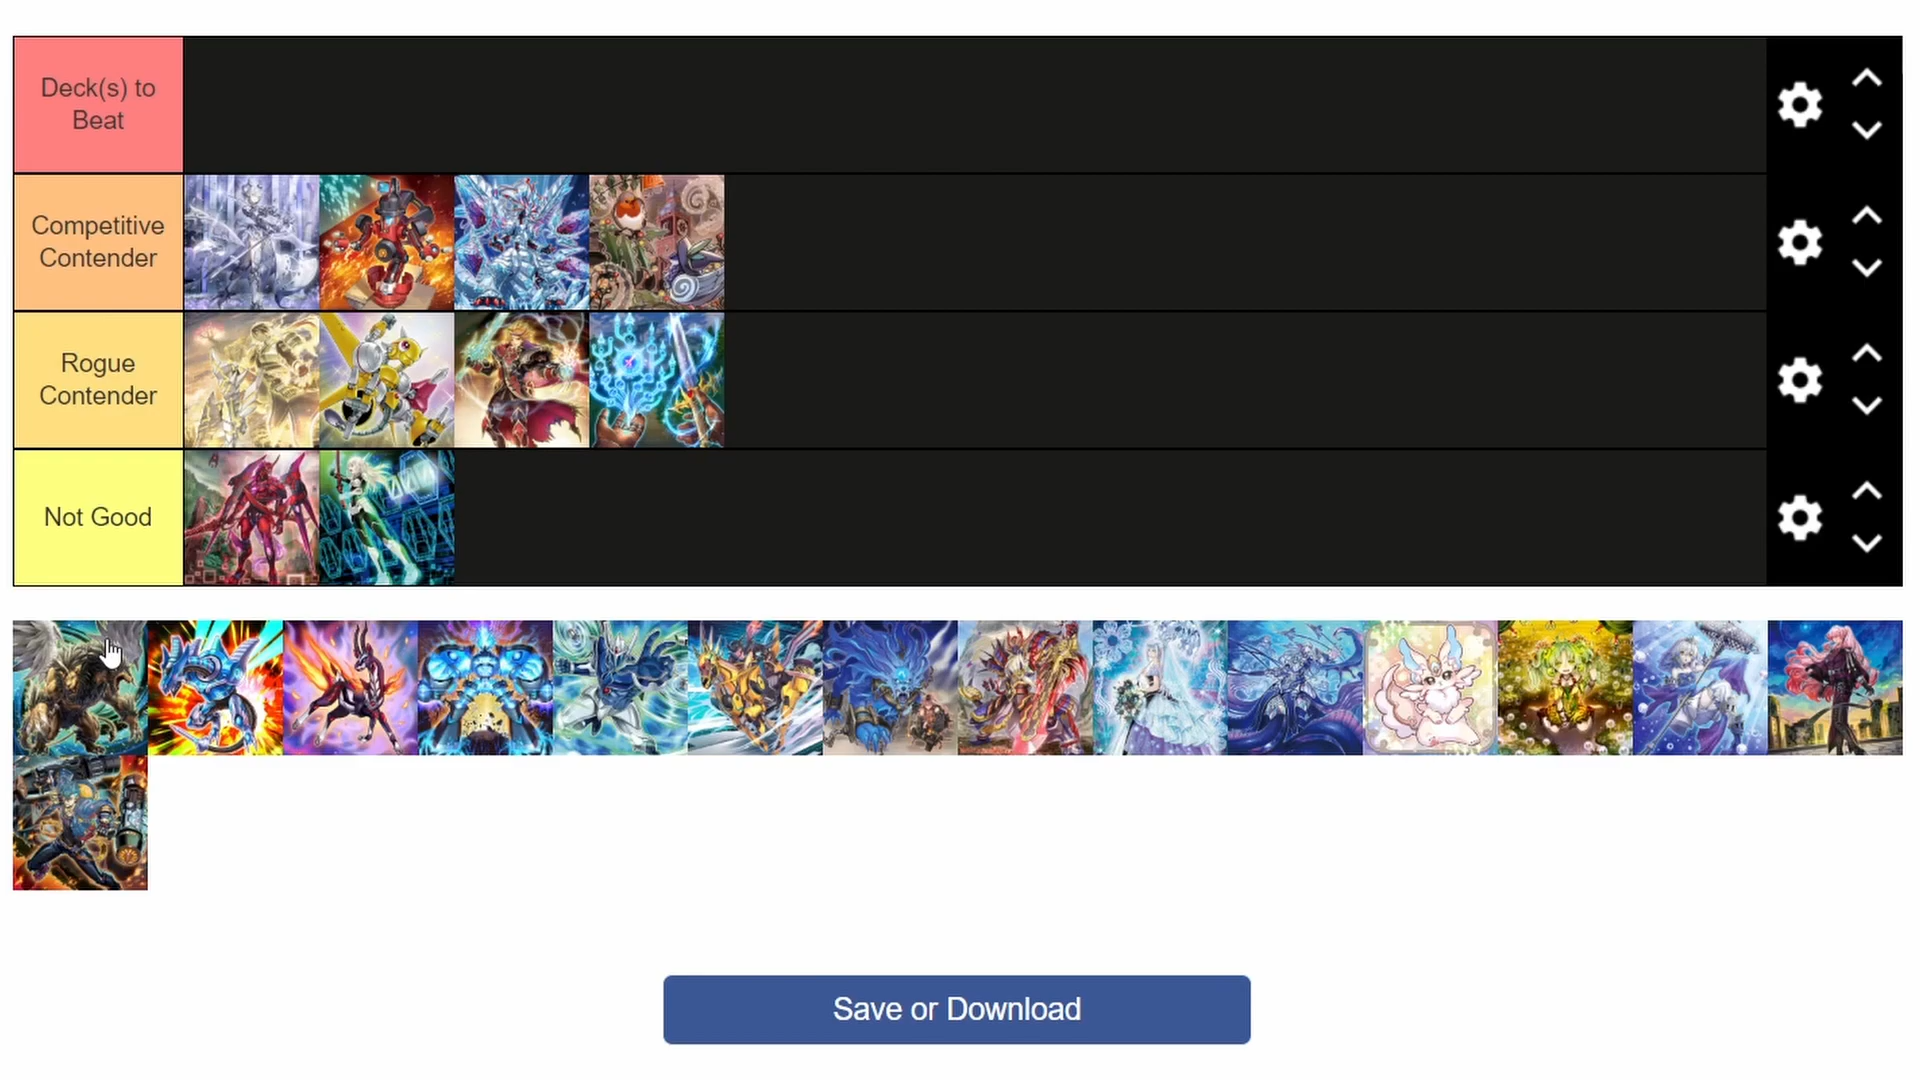 Deck(s) to
Beat
Competitive
Contender
Rogue
Contender
Not Good
Save or Download